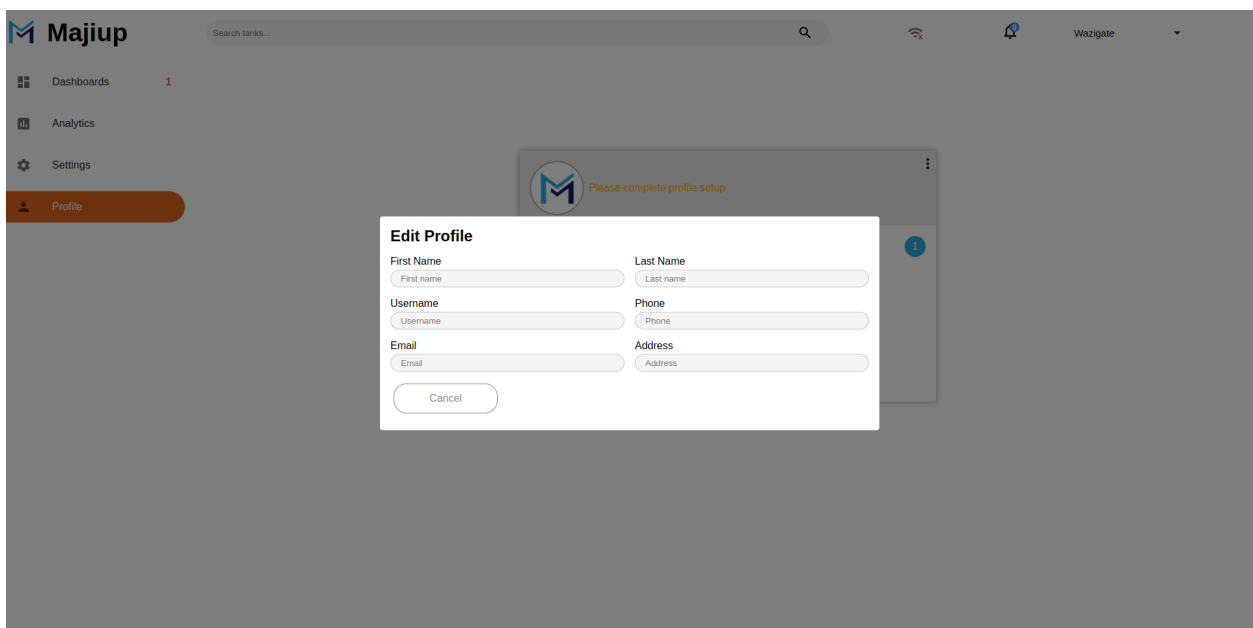 Majiup
Search tanks...
0
Wazigate
Dashboards 1
Analytics
Settings
Profile
Please complete profile setup
1
Edit Profile
First Name Last Name
First name Last name
Username Phone
Username Phone
Email Address
Email Address
Cancel